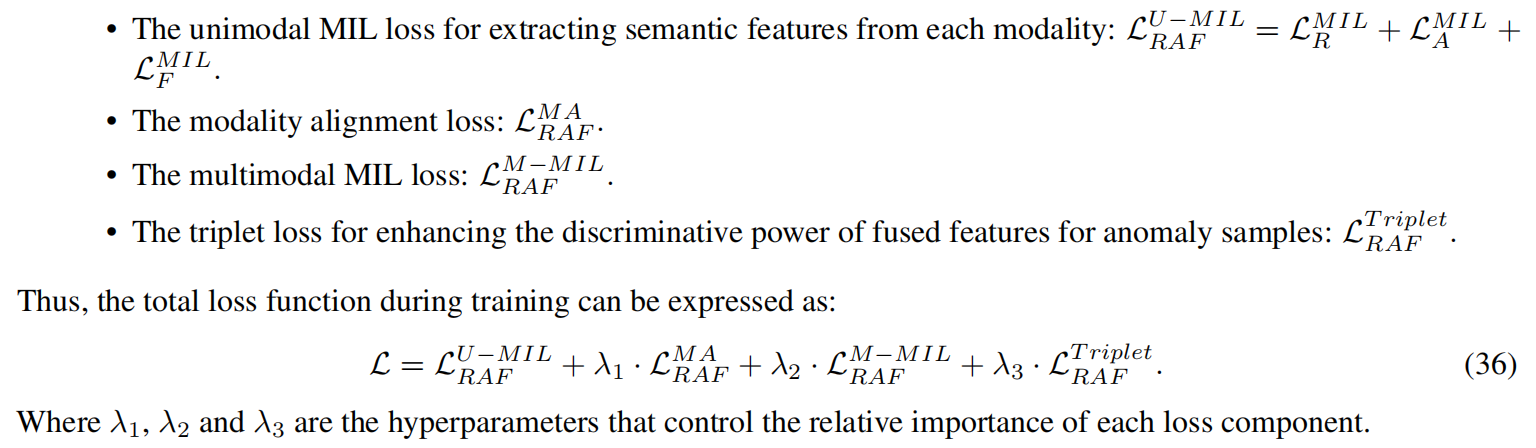 • The unimodal MIL loss for extracting semantic features from each modality: $\mathcal{L}_{RAF}^{U-MIL} = \mathcal{L}_{R}^{MIL} + \mathcal{L}_{A}^{MIL} +$
$\mathcal{L}_{F}^{MIL}$.
• The modality alignment loss: $\mathcal{L}_{RAF}^{MA}$.
• The multimodal MIL loss: $\mathcal{L}_{RAF}^{M-MIL}$.
• The triplet loss for enhancing the discriminative power of fused features for anomaly samples: $\mathcal{L}_{RAF}^{Triplet}$.
Thus, the total loss function during training can be expressed as:
$\mathcal{L} = \mathcal{L}_{RAF}^{U-MIL} + \lambda_1 \cdot \mathcal{L}_{RAF}^{MA} + \lambda_2 \cdot \mathcal{L}_{RAF}^{M-MIL} + \lambda_3 \cdot \mathcal{L}_{RAF}^{Triplet}.$ (36)
Where $\lambda_1$, $\lambda_2$ and $\lambda_3$ are the hyperparameters that control the relative importance of each loss component.